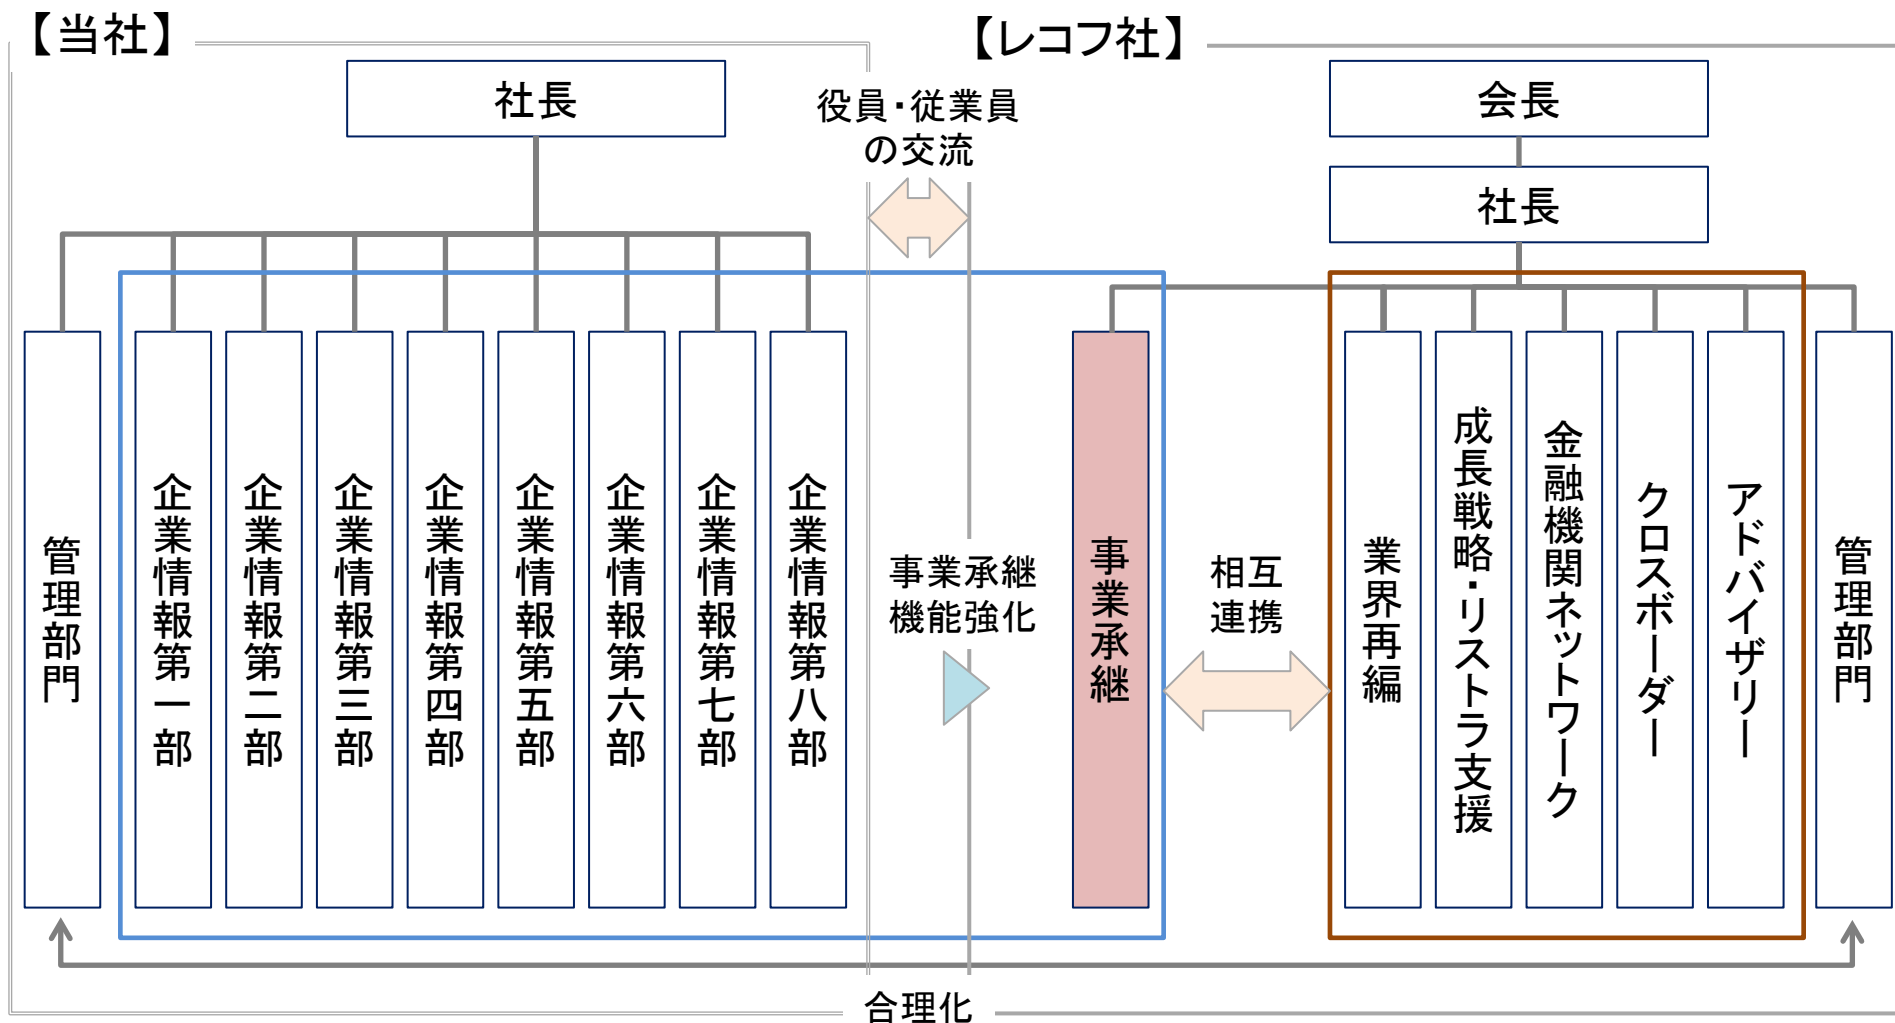 【当社】
社長
役員・従業員
の交流
【レコフ社】
会長
社長
管理部門
企業情報第一部
企業情報第二部
企業情報第三部
企業情報第四部
企業情報第五部
企業情報第六部
企業情報第七部
企業情報第八部
事業承継
機能強化
事業承継
相互
連携
業界再編
成長戦略・リストラ支援
金融機関ネットワーク
クロスボーダー
アドバイザリー
管理部門
合理化